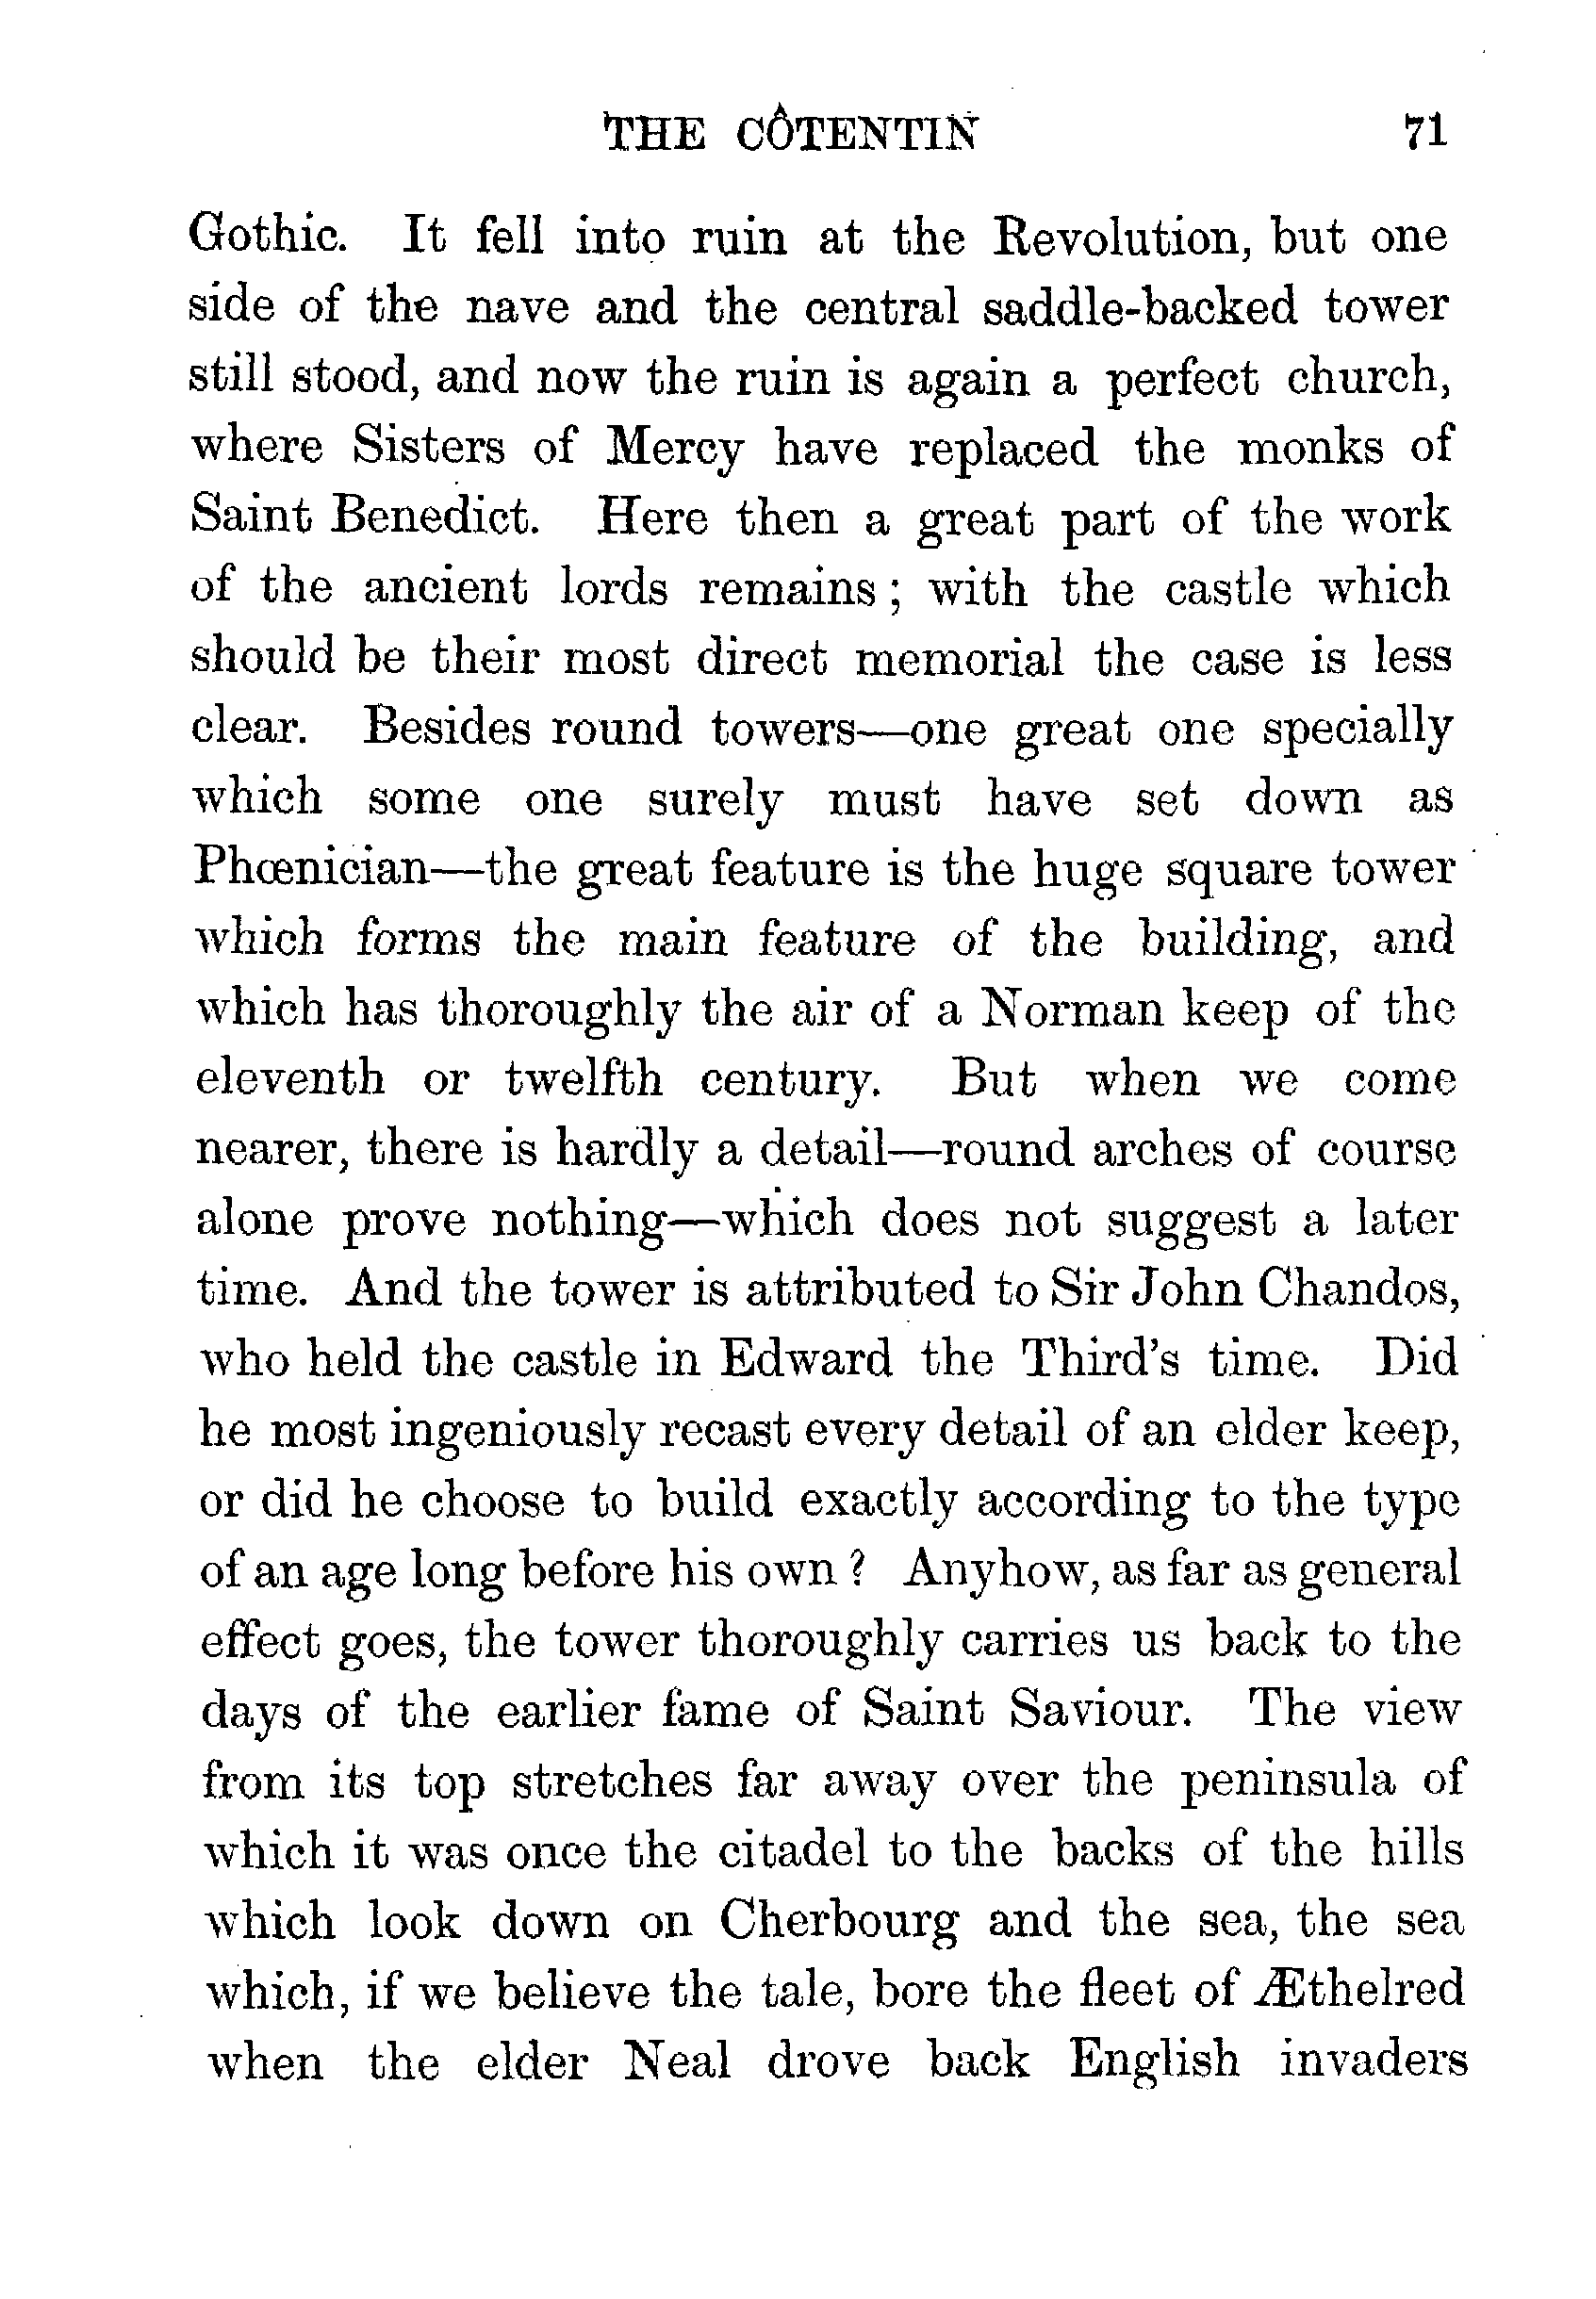 THE CÔTENTIN 71
Gothic. It fell into ruin at the Revolution, but one
side of the nave and the central saddle-backed tower
still stood, and now the ruin is again a perfect church,
where Sisters of Mercy have replaced the monks of
Saint Benedict. Here then a great part of the work
of the ancient lords remains ; with the castle which
should be their most direct memorial the case is less
clear. Besides round towers—one great one specially
which some one surely must have set down as
Phœnician—the great feature is the huge square tower
which forms the main feature of the building, and
which has thoroughly the air of a Norman keep of the
eleventh or twelfth century. But when we come
nearer, there is hardly a detail—round arches of course
alone prove nothing—which does not suggest a later
time. And the tower is attributed to Sir John Chandos,
who held the castle in Edward the Third's time. Did
he most ingeniously recast every detail of an elder keep,
or did he choose to build exactly according to the type
of an age long before his own ? Anyhow, as far as general
effect goes, the tower thoroughly carries us back to the
days of the earlier fame of Saint Saviour. The view
from its top stretches far away over the peninsula of
which it was once the citadel to the backs of the hills
which look down on Cherbourg and the sea, the sea
which, if we believe the tale, bore the fleet of Æthelred
when the elder Neal drove back English invaders